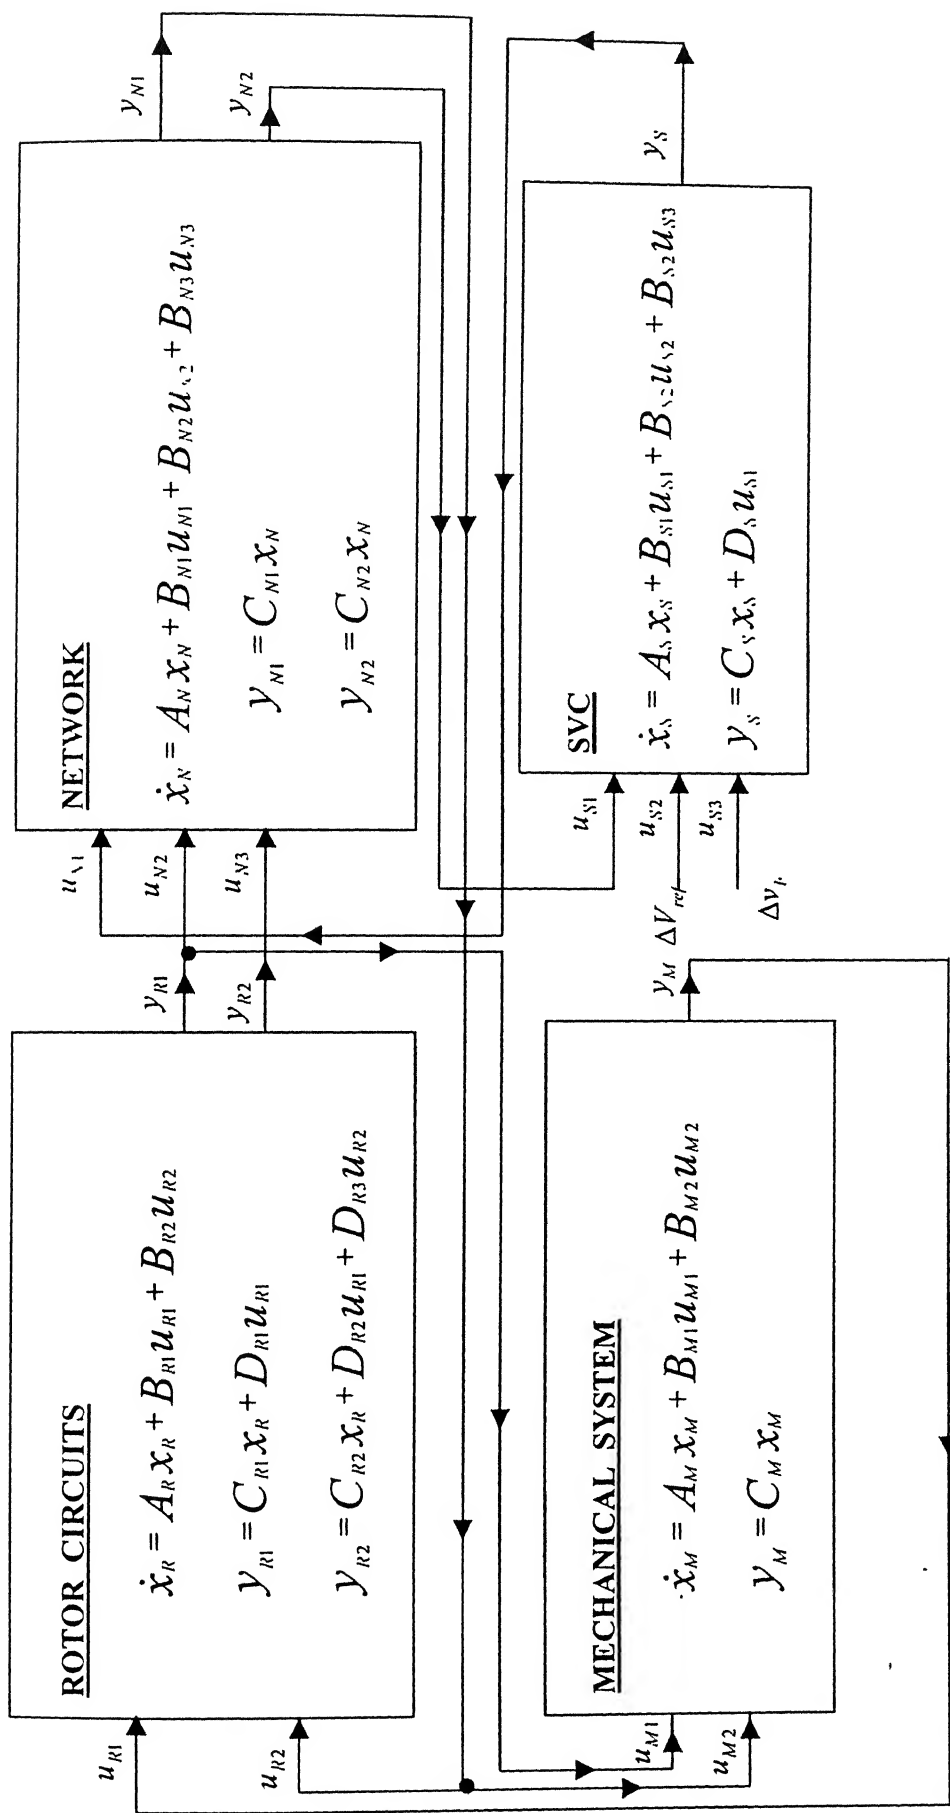 ROTOR CIRCUITS
ẋ_R = A_R x_R + B_R1 u_R1 + B_R2 u_R2
y_R1 = C_R1 x_R + D_R1 u_R1
y_R2 = C_R2 x_R + D_R2 u_R1 + D_R3 u_R2
u_R1
u_R2
y_R1
y_R2
NETWORK
ẋ_N = A_N x_N + B_N1 u_N1 + B_N2 u_N2 + B_N3 u_N3
y_N1 = C_N1 x_N
y_N2 = C_N2 x_N
u_N1
u_N2
u_N3
y_N1
y_N2
MECHANICAL SYSTEM
ẋ_M = A_M x_M + B_M1 u_M1 + B_M2 u_M2
y_M = C_M x_M
u_M1
u_M2
y_M
SVC
ẋ_S = A_S x_S + B_S1 u_S1 + B_S2 u_S2 + B_S2 u_S3
y_S = C_S x_S + D_S u_S1
u_S1
ΔV_ref u_S2
u_S3
y_S